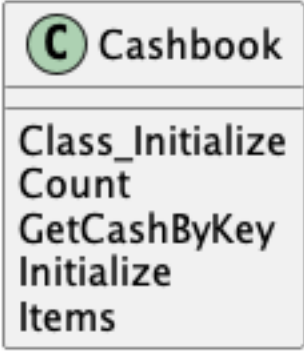 C Cashbook
Class_Initialize
Count
GetCashByKey
Initialize
Items